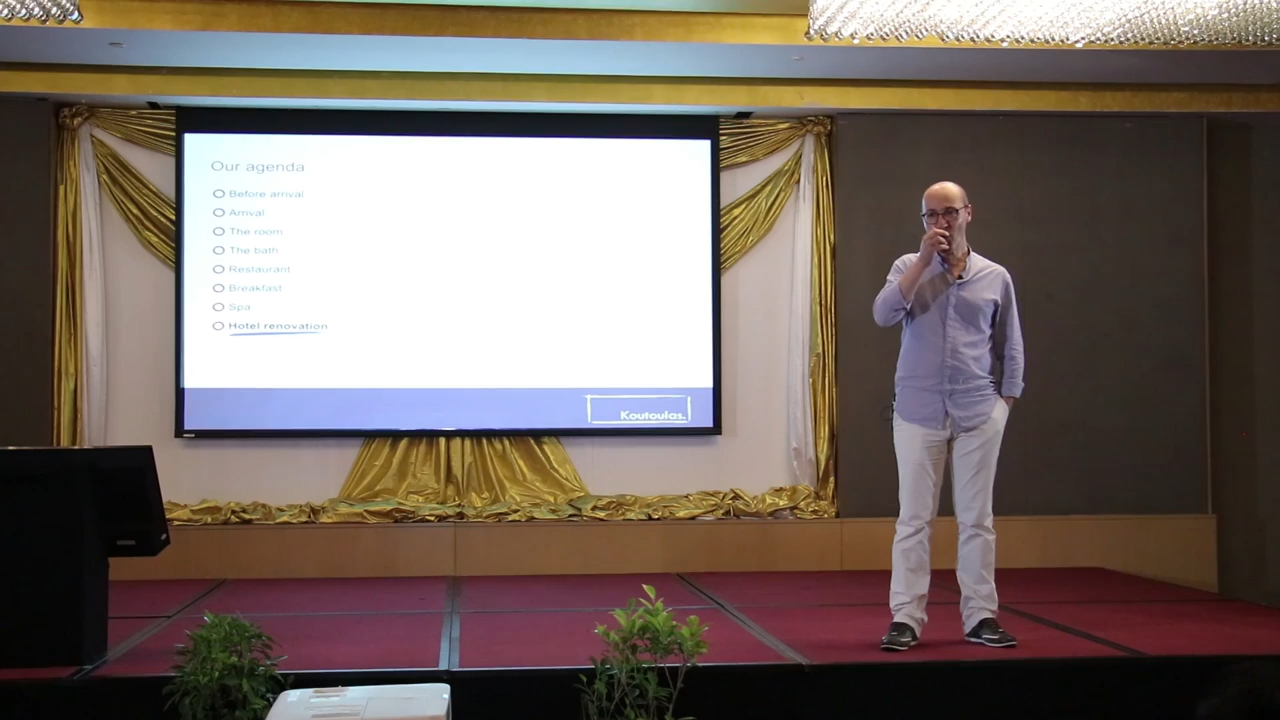 Our agenda
Before arrival
Arrival
The room
The bath
Restaurant
Breakfast
Spa
Hotel renovation
Koutoulas.